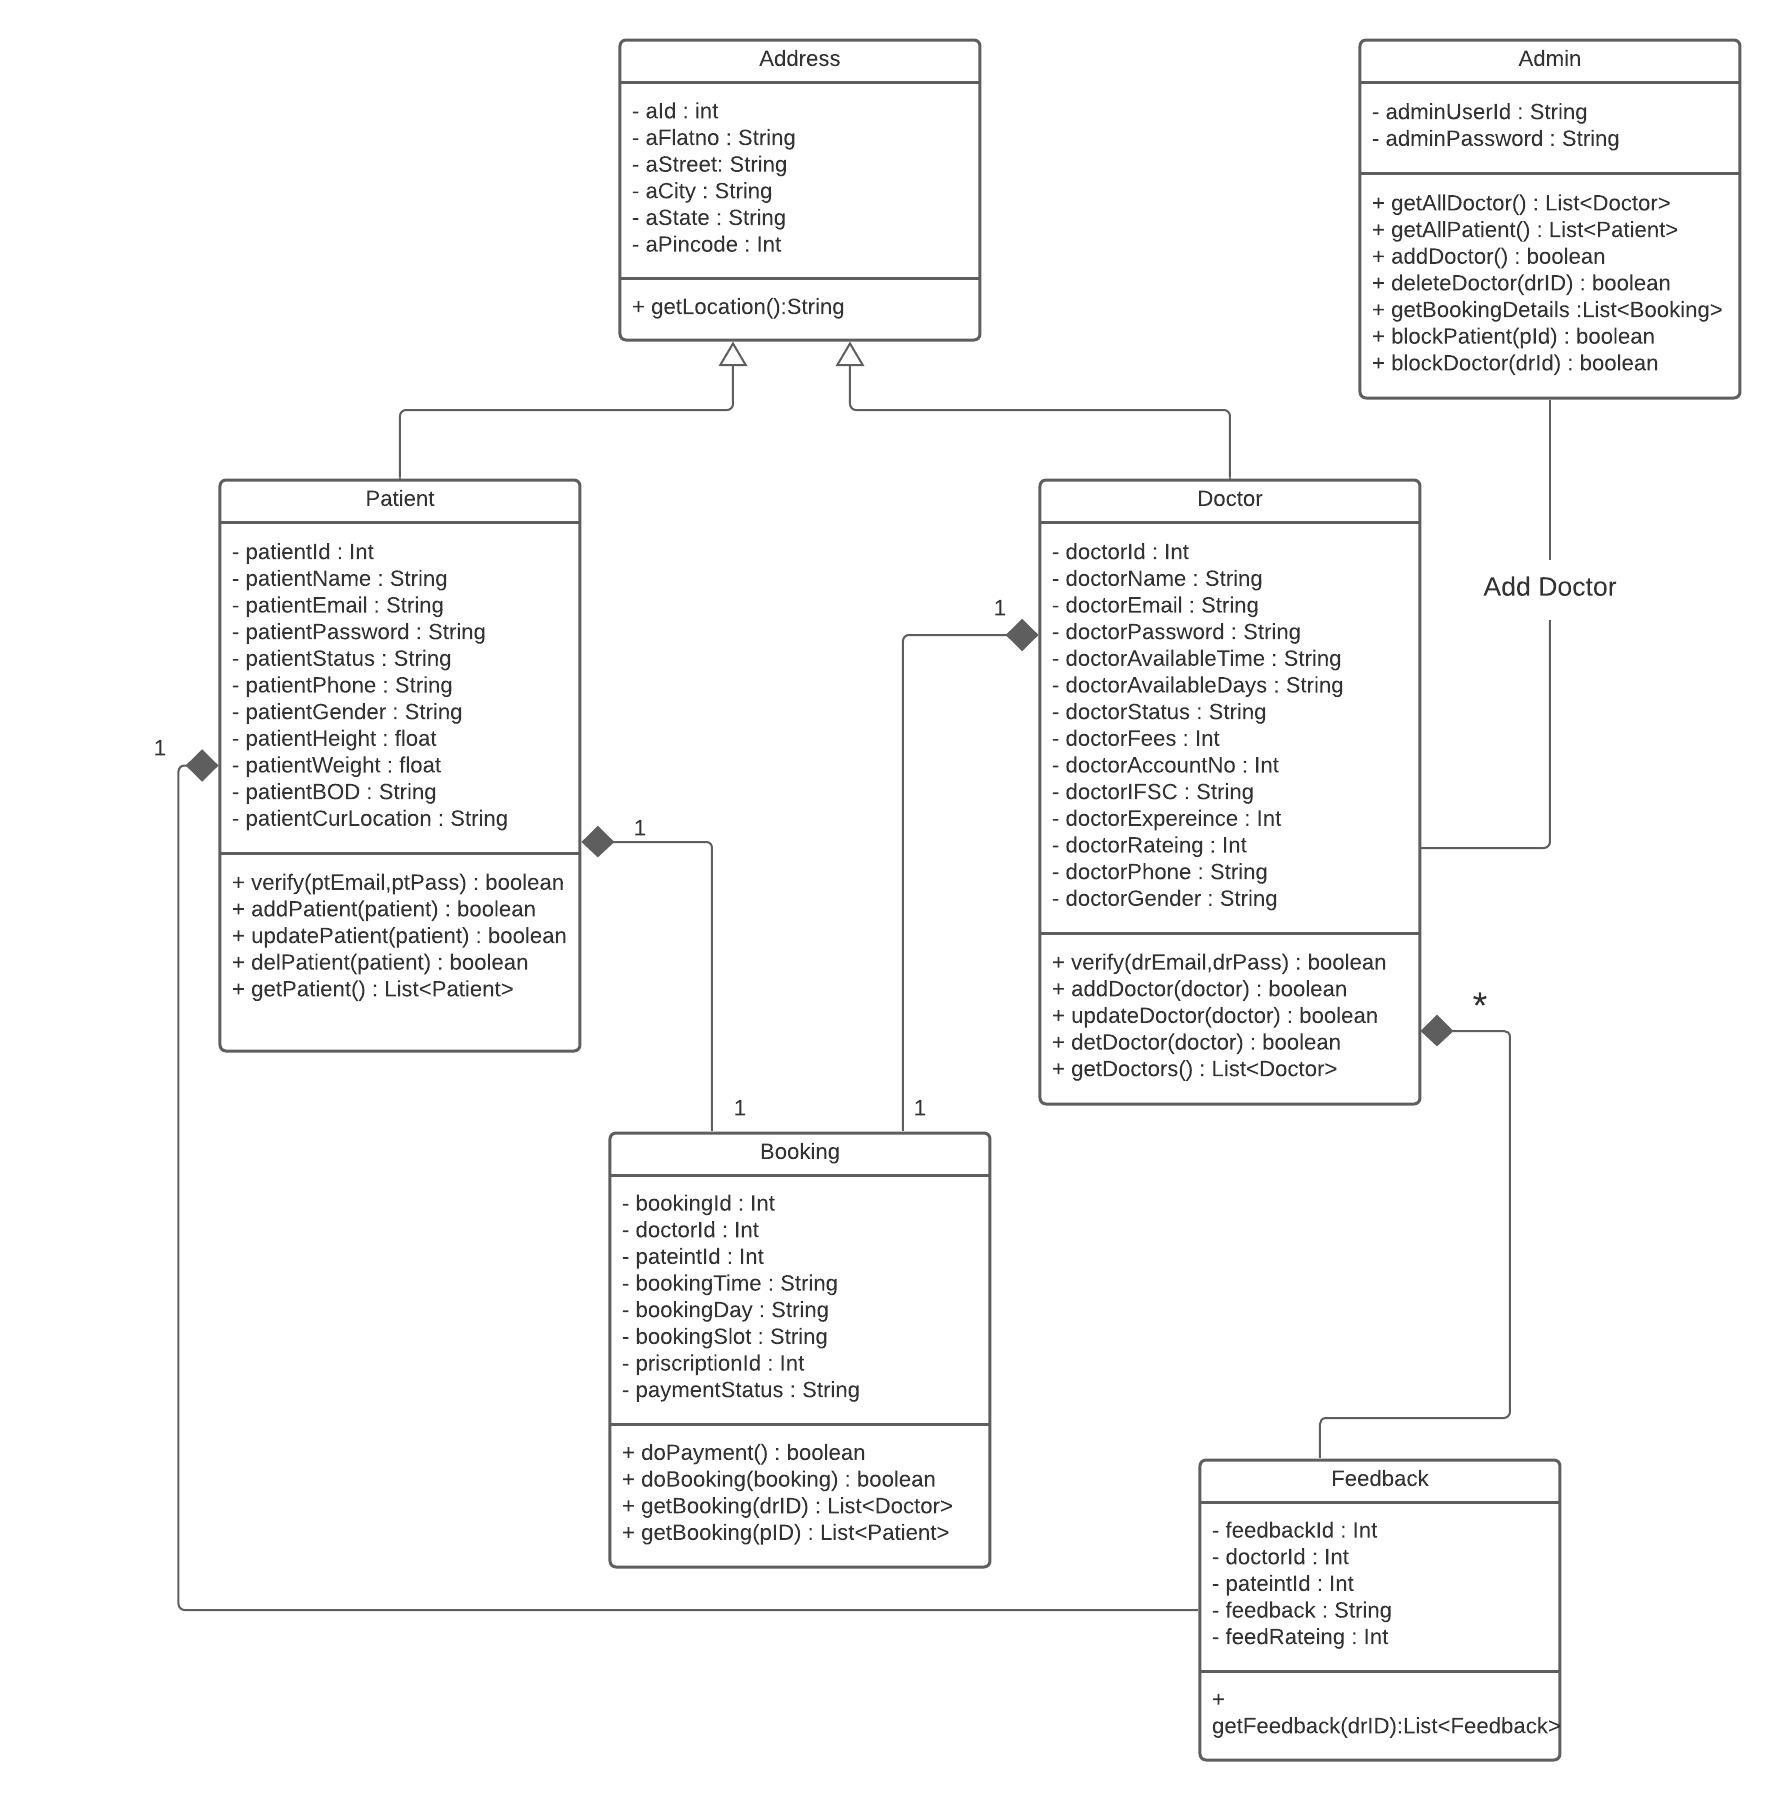 Address
- aId : int
- aFlatno : String
- aStreet: String
- aCity : String
- aState : String
- aPincode : Int
+ getLocation():String
Admin
- adminUserId : String
- adminPassword : String
+ getAllDoctor() : List<Doctor>
+ getAllPatient() : List<Patient>
+ addDoctor() : boolean
+ deleteDoctor(drID) : boolean
+ getBookingDetails :List<Booking>
+ blockPatient(pId) : boolean
+ blockDoctor(drId) : boolean
Patient
- patientId : Int
- patientName : String
- patientEmail : String
- patientPassword : String
- patientStatus : String
- patientPhone : String
- patientGender : String
- patientHeight : float
- patientWeight : float
- patientBOD : String
- patientCurLocation : String
+ verify(ptEmail,ptPass) : boolean
+ addPatient(patient) : boolean
+ updatePatient(patient) : boolean
+ delPatient(patient) : boolean
+ getPatient() : List<Patient>
1
1
1
Doctor
- doctorId : Int
- doctorName : String
- doctorEmail : String
- doctorPassword : String
- doctorAvailableTime : String
- doctorAvailableDays : String
- doctorStatus : String
- doctorFees : Int
- doctorAccountNo : Int
- doctorIFSC : String
- doctorExpereince : Int
- doctorRateing : Int
- doctorPhone : String
- doctorGender : String
+ verify(drEmail,drPass) : boolean
+ addDoctor(doctor) : boolean
+ updateDoctor(doctor) : boolean
+ detDoctor(doctor) : boolean
+ getDoctors() : List<Doctor>
Add Doctor
*
1
1
Booking
- bookingId : Int
- doctorId : Int
- pateintId : Int
- bookingTime : String
- bookingDay : String
- bookingSlot : String
- priscriptionId : Int
- paymentStatus : String
+ doPayment() : boolean
+ doBooking(booking) : boolean
+ getBooking(drID) : List<Doctor>
+ getBooking(pID) : List<Patient>
Feedback
- feedbackId : Int
- doctorId : Int
- pateintId : Int
- feedback : String
- feedRateing : Int
+
getFeedback(drID):List<Feedback>